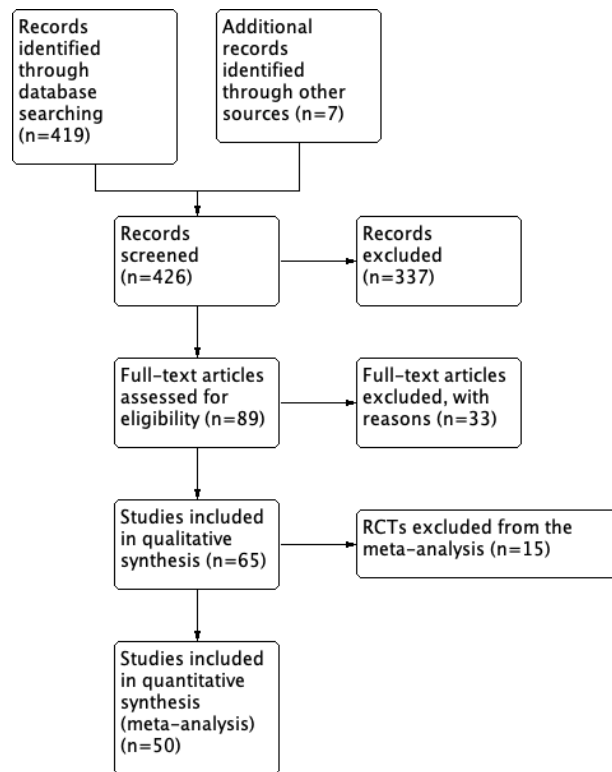 Records
identified
through
database
searching
(n=419)
Additional
records
identified
through other
sources (n=7)
Records
screened
(n=426)
Records
excluded
(n=337)
Full-text articles
assessed for
eligibility (n=89)
Full-text articles
excluded, with
reasons (n=33)
Studies included
in qualitative
synthesis (n=65)
RCTs excluded from the
meta-analysis (n=15)
Studies included
in quantitative
synthesis
(meta-analysis)
(n=50)